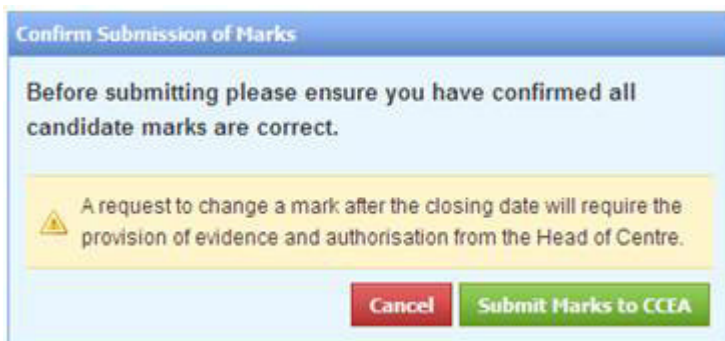 Confirm Submission of Marks
Before submitting please ensure you have confirmed all
candidate marks are correct.
A request to change a mark after the closing date will require the
provision of evidence and authorisation from the Head of Centre.
Cancel Submit Marks to CCEA